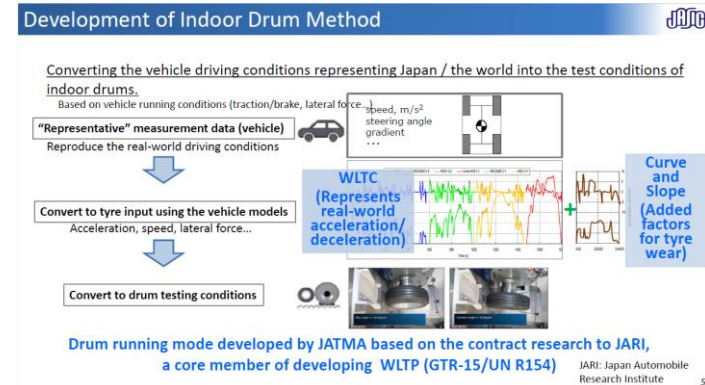 Development of Indoor Drum Method
JASIC
Converting the vehicle driving conditions representing Japan / the world into the test conditions of
indoor drums.
Based on vehicle running conditions (traction/brake, lateral force...)
"Representative" measurement data (vehicle)
Reproduce the real-world driving conditions
speed, m/s²
steering angle
gradient
...
Convert to tyre input using the vehicle models
Acceleration, speed, lateral force...
WLTC
(Represents
real-world
acceleration/
deceleration)
+
Curve
and
Slope
(Added
factors
for tyre
wear)
Convert to drum testing conditions
Drum running mode developed by JATMA based on the contract research to JARI,
a core member of developing WLTP (GTR-15/UN R154)
JARI: Japan Automobile
Research Institute
5